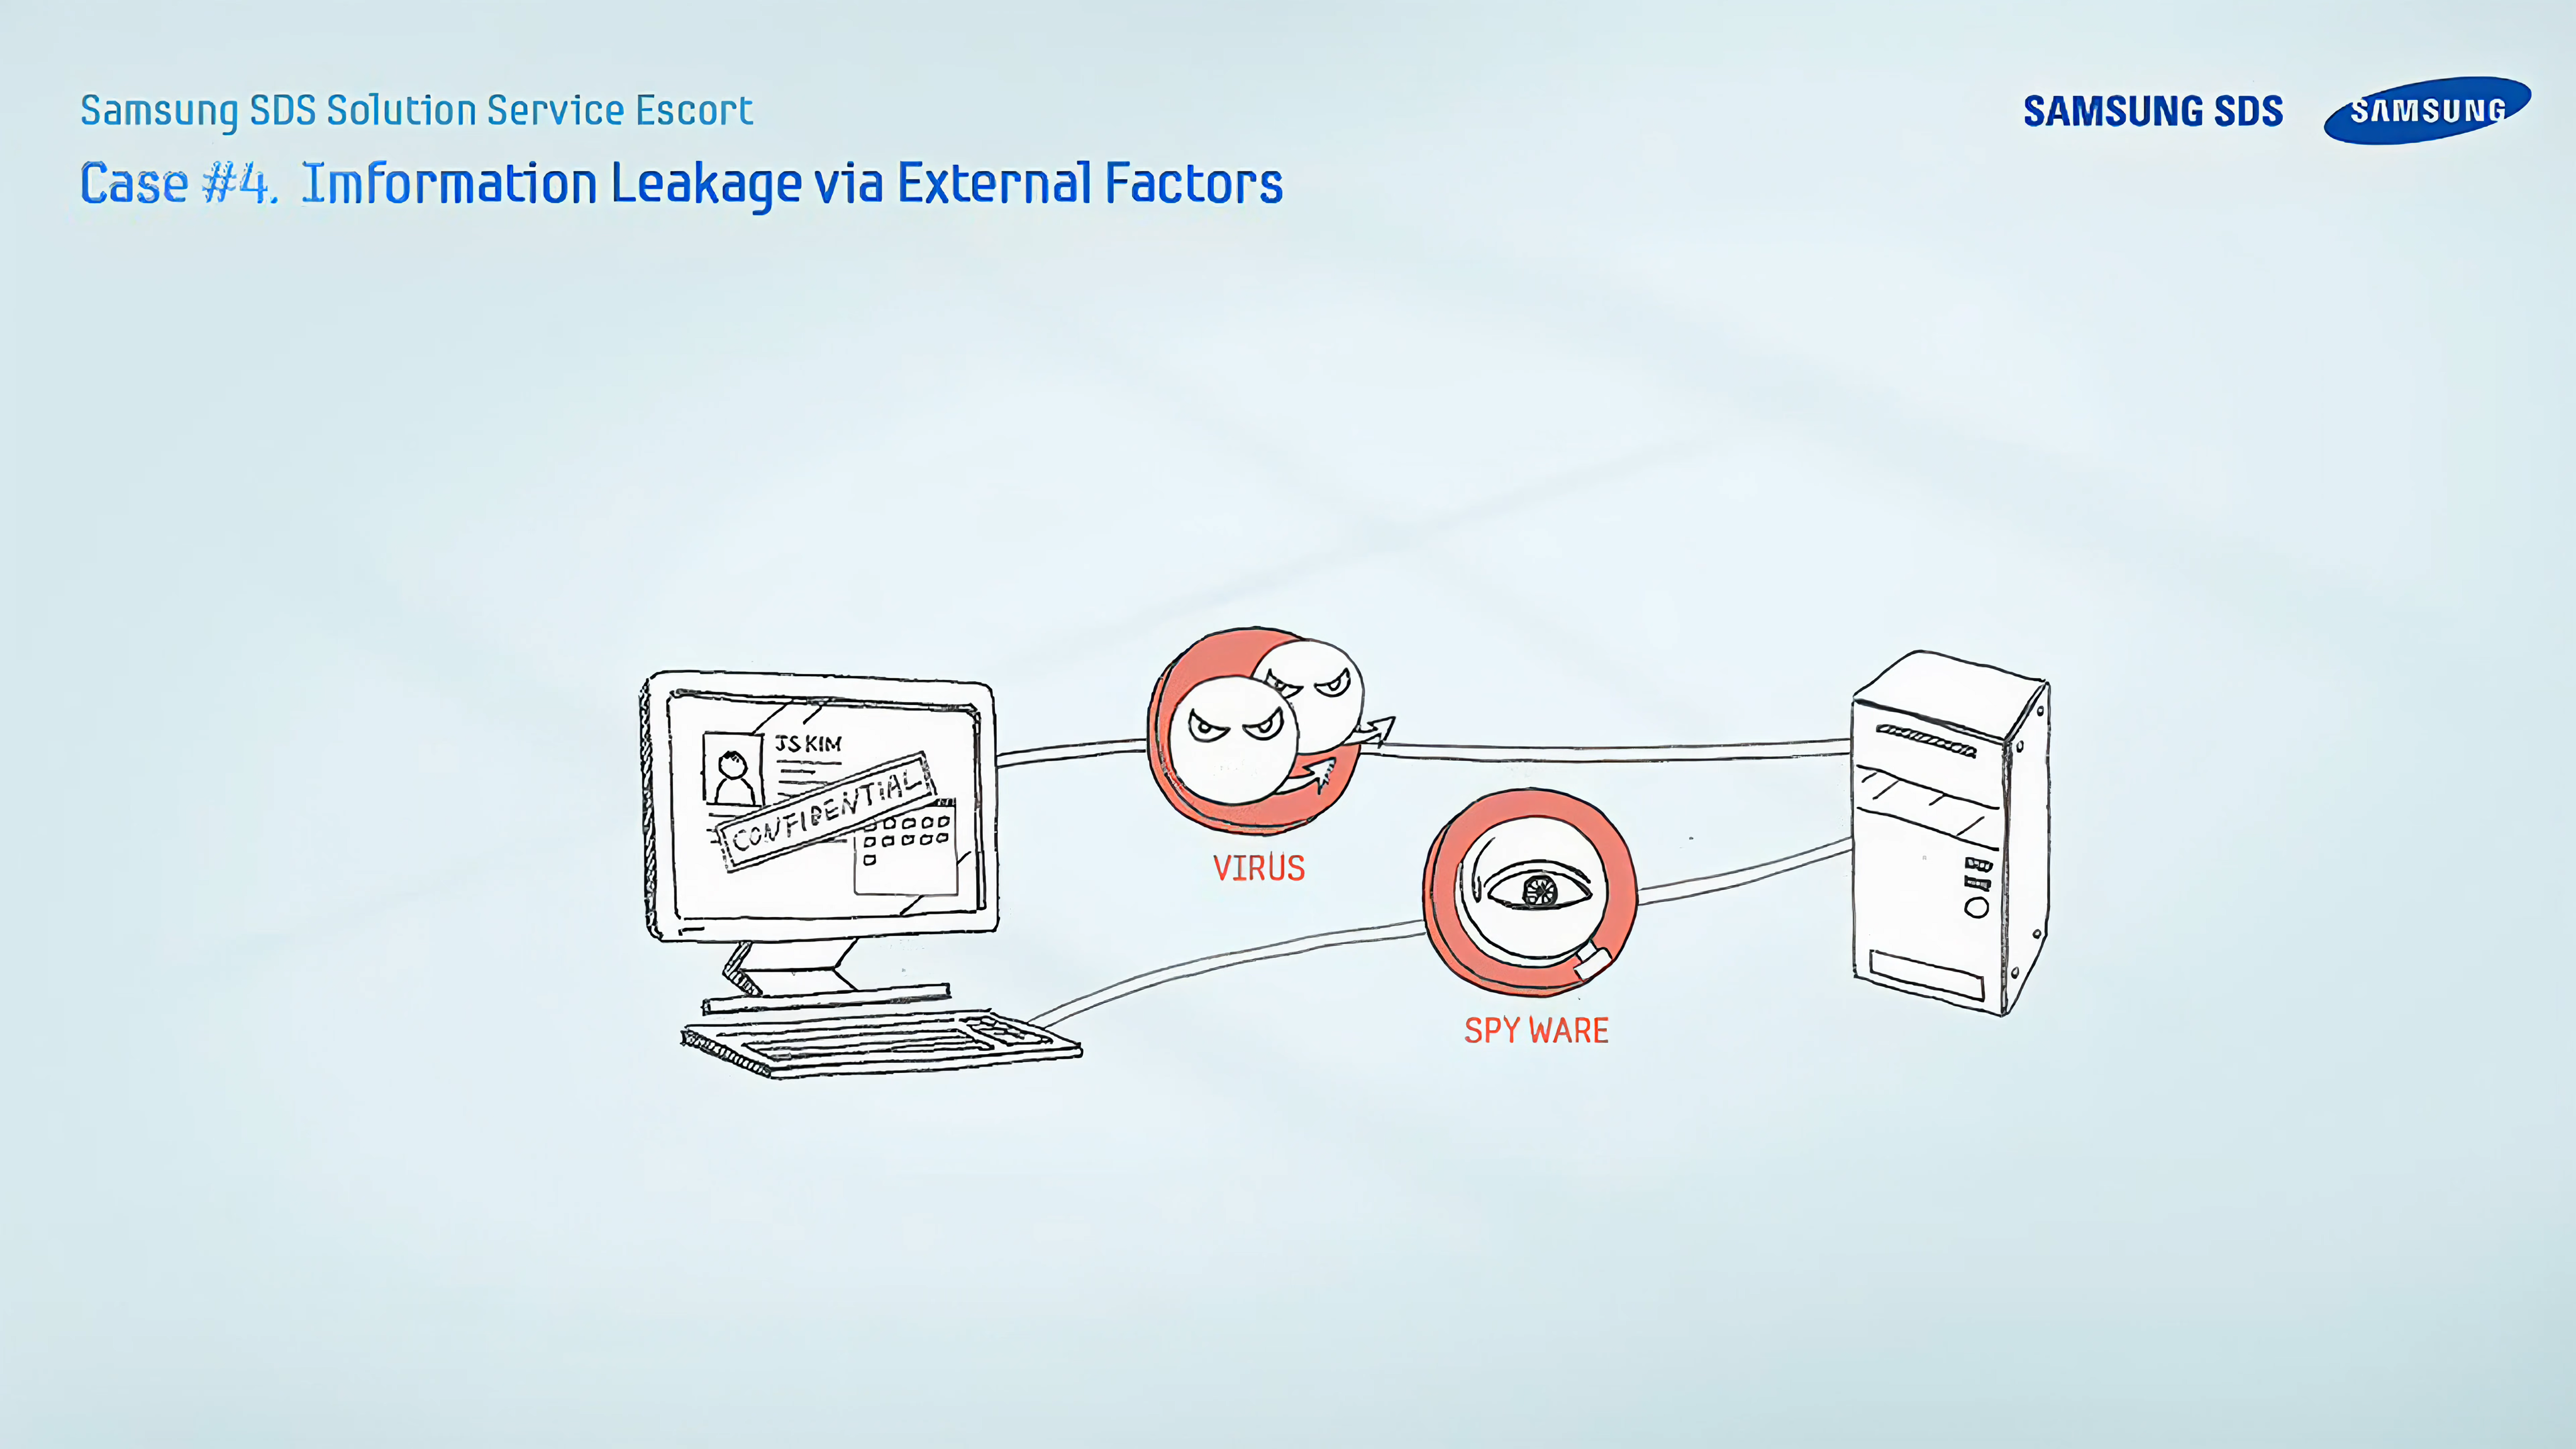 Samsung SDS Solution Service Escort
SAMSUNG SDS
SAMSUNG
Case #4. Imformation Leakage via External Factors
JS KIM
CONFIDENTIAL
VIRUS
SPY WARE